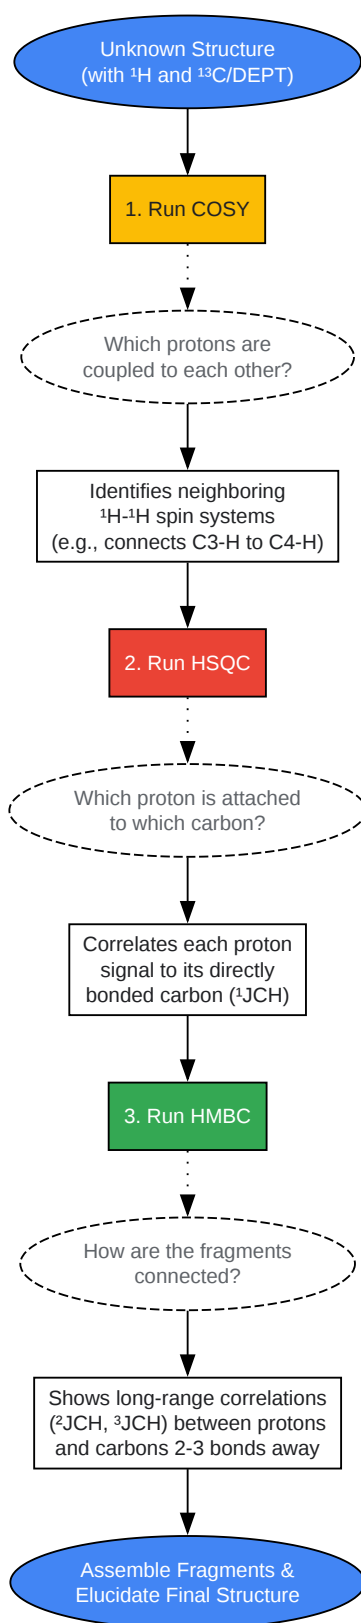 Unknown Structure
(with ¹H and ¹³C/DEPT)
1. Run COSY
Which protons are
coupled to each other?
Identifies neighboring
¹H-¹H spin systems
(e.g., connects C3-H to C4-H)
2. Run HSQC
Which proton is attached
to which carbon?
Correlates each proton
signal to its directly
bonded carbon (¹JCH)
3. Run HMBC
How are the fragments
connected?
Shows long-range correlations
(²JCH, ³JCH) between protons
and carbons 2-3 bonds away
Assemble Fragments &
Elucidate Final Structure